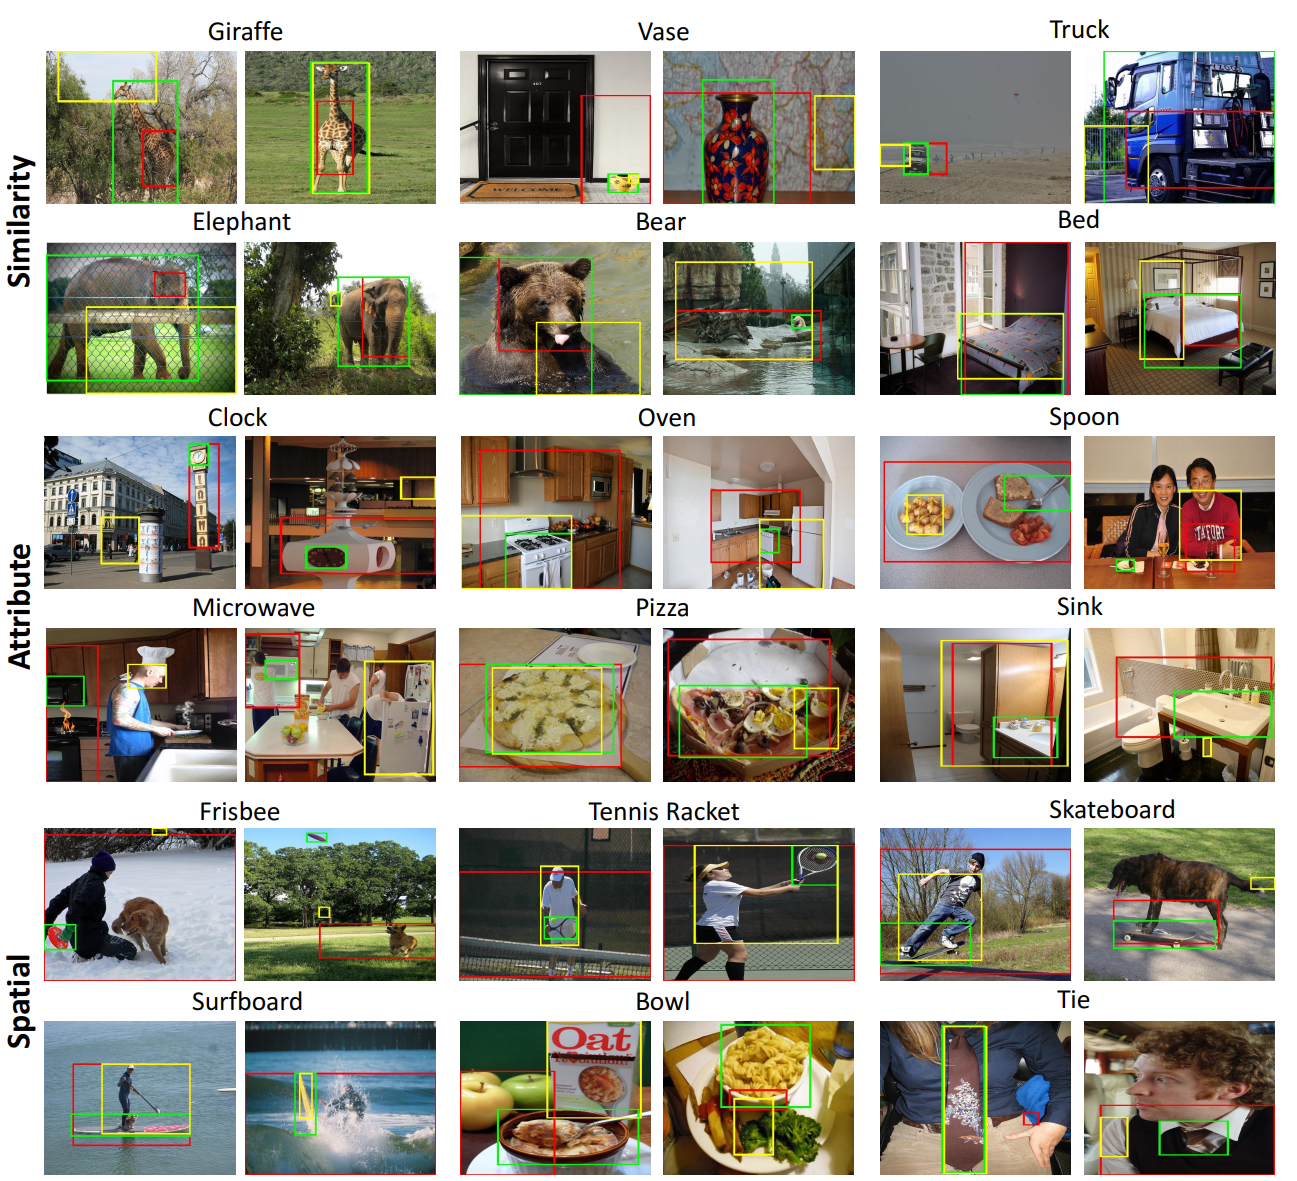 Giraffe Vase Truck
Similarity
WELCOME
Elephant Bear Bed
Clock Oven Spoon
Attribute
Microwave Pizza Sink
Frisbee Tennis Racket Skateboard
Spatial
Surfboard Bowl Tie
Oat